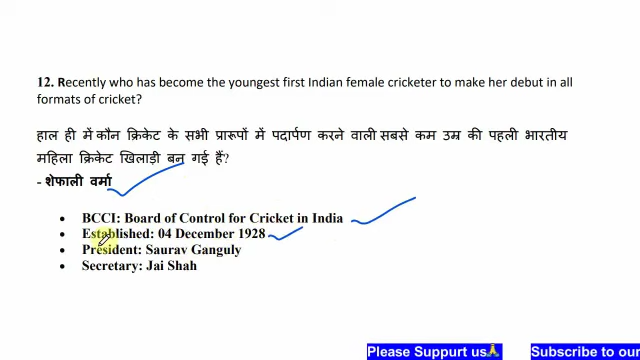 12. Recently who has become the youngest first Indian female cricketer to make her debut in all
formats of cricket?
हाल ही में कौन क्रिकेट के सभी प्रारूपों में पदार्पण करने वाली सबसे कम उम्र की पहली भारतीय
महिला क्रिकेट खिलाड़ी बन गई हैं?
- शेफाली वर्मा
• BCCI: Board of Control for Cricket in India
• Established: 04 December 1928
• President: Saurav Ganguly
• Secretary: Jai Shah
Please Suppurt us🙏 Subscribe to our